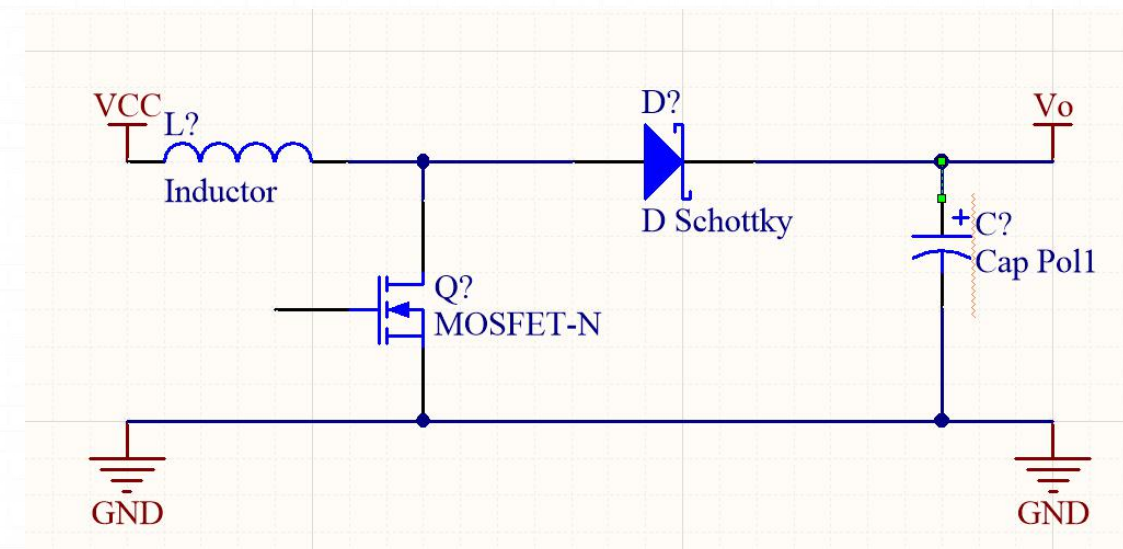 VCC
L?
Inductor
D?
D Schottky
Vo
+
C?
Cap Pol1
Q?
MOSFET-N
GND
GND